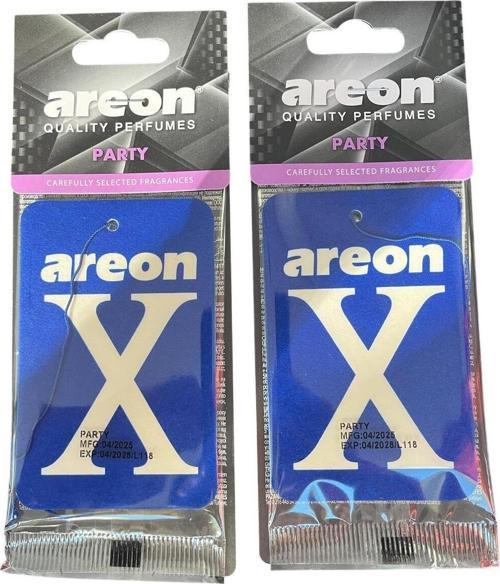 areon®
QUALITY PERFUMES
PARTY
CAREFULLY SELECTED FRAGRANCES
areon
X
PARTY
MFG:04/2025
EXP:04/2028/L118
areon®
QUALITY PERFUMES
PARTY
CAREFULLY SELECTED FRAGRANCES
areon
X
PARTY
MFG:04/2025
EXP:04/2028/L118